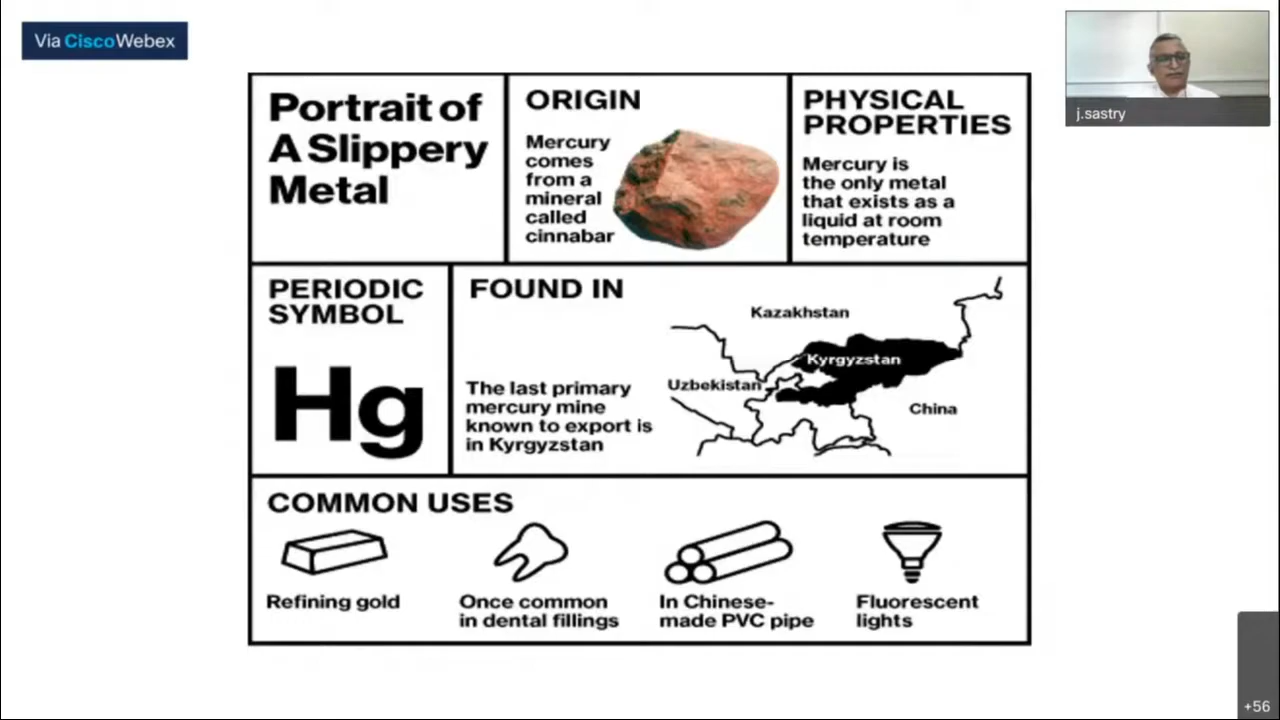 Via CiscoWebex
j.sastry
Portrait of
A Slippery
Metal
ORIGIN
Mercury
comes
from a
mineral
called
cinnabar
PHYSICAL
PROPERTIES
Mercury is
the only metal
that exists as a
liquid at room
temperature
PERIODIC
SYMBOL
Hg
FOUND IN
The last primary
mercury mine
known to export is
in Kyrgyzstan
Kazakhstan
Kyrgyzstan
Uzbekistan
China
COMMON USES
Refining gold
Once common
in dental fillings
In Chinese-
made PVC pipe
Fluorescent
lights
+56